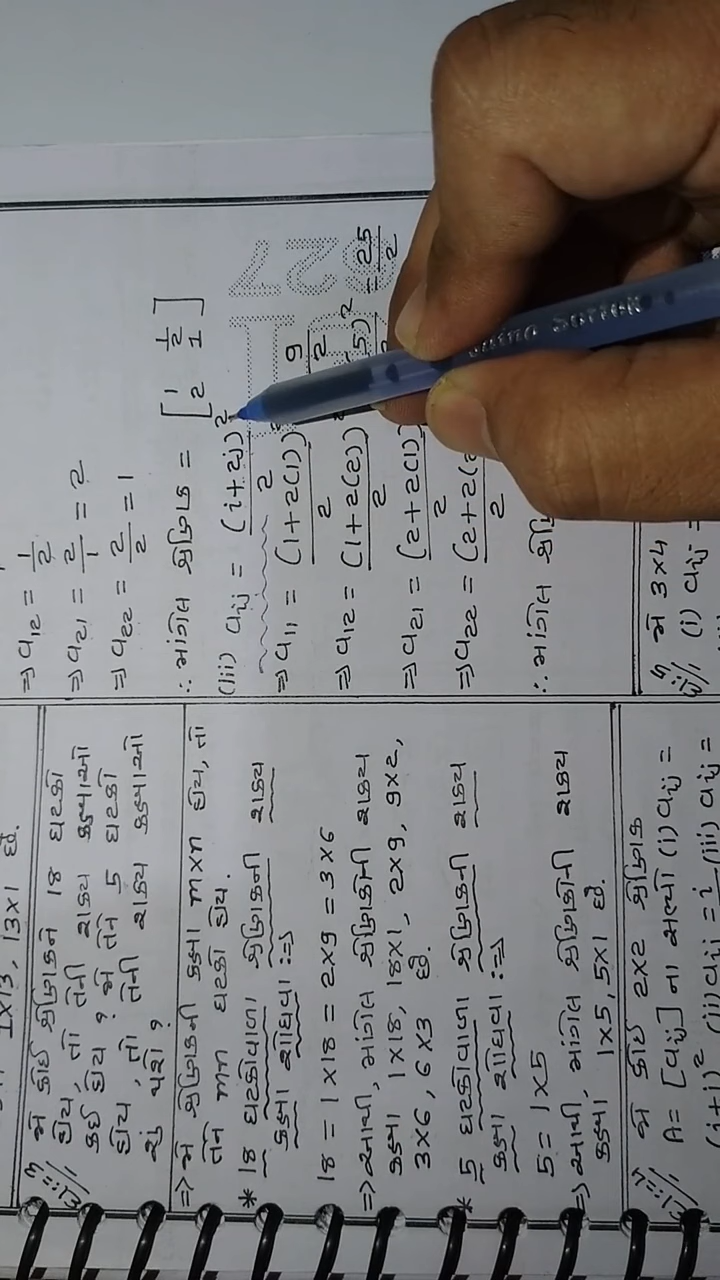 1x13, 13x1 છે.
જો કોઈ શ્રેણિકને 18 ઘટકો
હોય, તો તેની શક્ય કક્ષાઓ
કઈ હોય? જો તેને 5 ઘટકો
હોય, તો તેની શક્ય કક્ષાઓ
શું થશે?
=> જો શ્રેણિકની કક્ષા mxn હોય, તો
તેને mn ઘટકો હોય.
* 18 ઘટકોવાળા શ્રેણિકની શક્ય
કક્ષા શોધવા :=>
18 = 1x18 = 2x9 = 3x6
=> આથી, માંગેલ શ્રેણિકોની શક્ય
કક્ષા 1x18, 18x1, 2x9, 9x2,
3x6, 6x3 છે.
* 5 ઘટકોવાળા શ્રેણિકની શક્ય
કક્ષા શોધવા :=>
5 = 1x5
=> આથી, માંગેલ શ્રેણિકોની શક્ય
કક્ષા 1x5, 5x1 છે.
જો કોઈ 2x2 શ્રેણિક
A = [aij] ના સભ્યો (i) aij =
(ii) aij = i/ (iii) aij =
=> a12 = 1/2
=> a21 = 2/1 = 2
=> a22 = 2/2 = 1
∴ માંગેલ શ્રેણિક = [1 1/2
2 1]
(iii) aij = (i+2j)²/2
=> a11 = (1+2(1))²/2 9/2
=> a12 = (1+2(2))²/2 (5)²/2 = 25/2
=> a21 = (2+2(1)/2
=> a22 = (2+2(/2
∴ માંગેલ
જો 3x4
(i) aij =